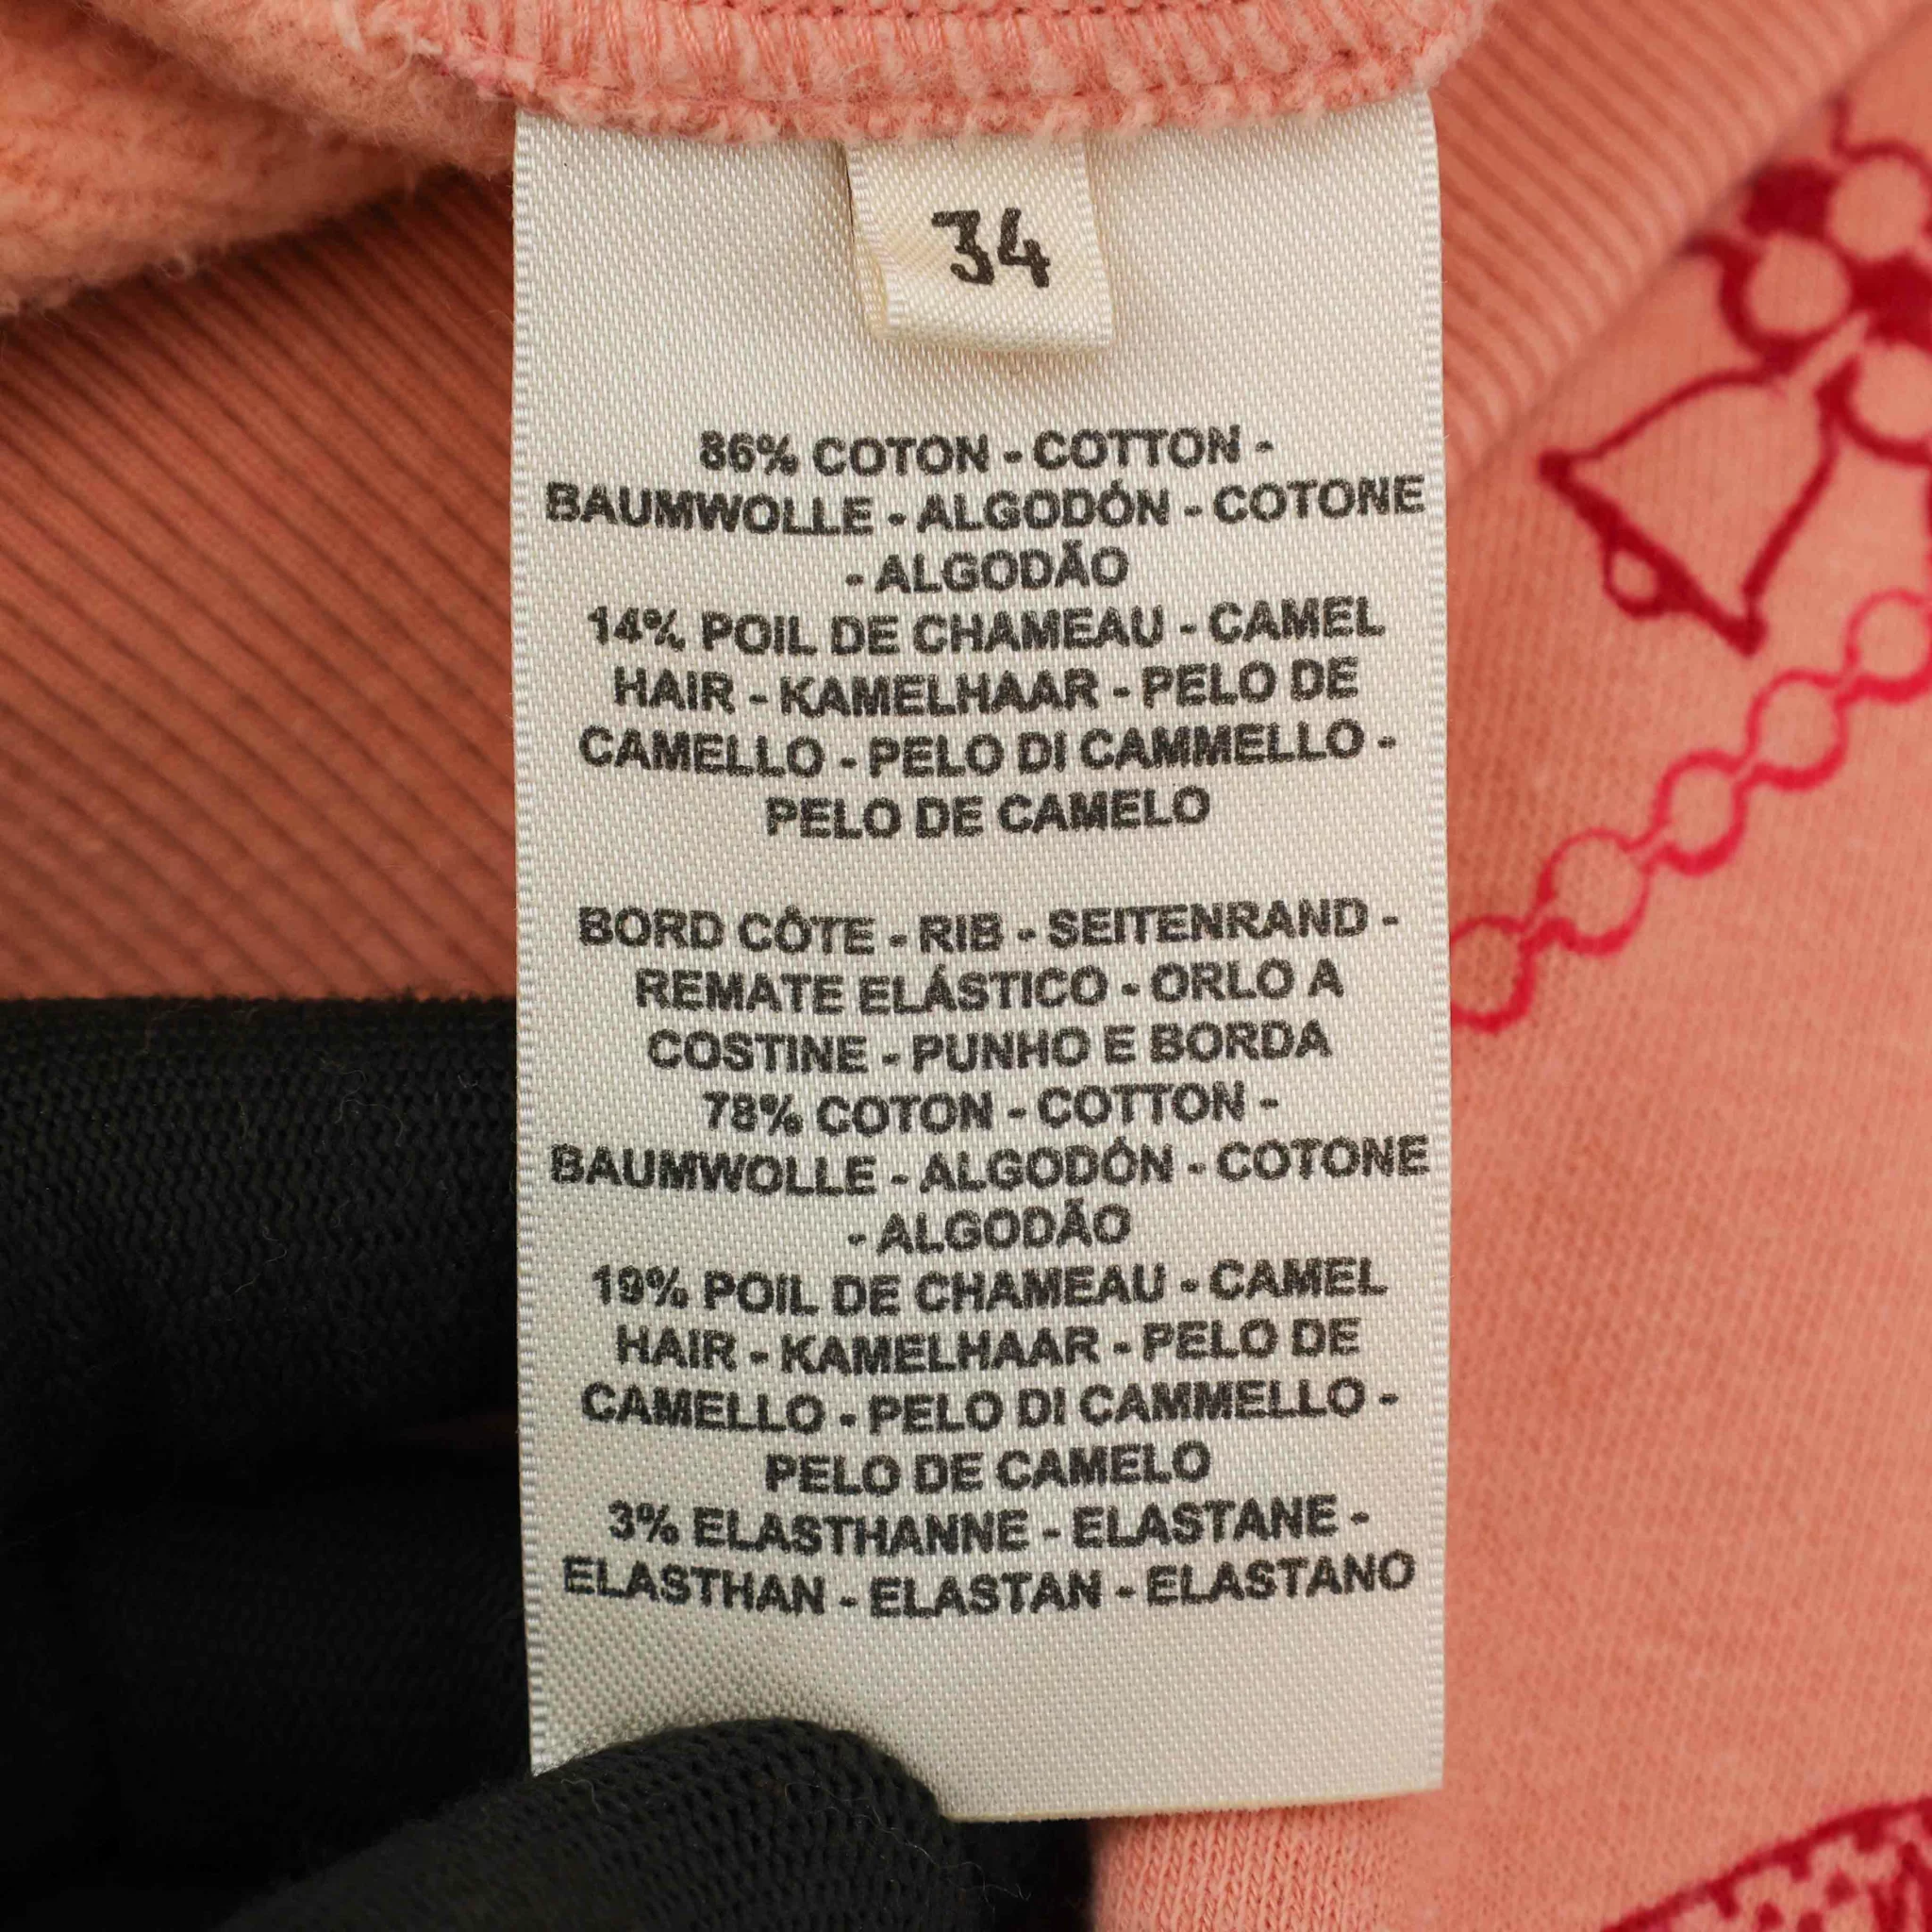 34
86% COTON - COTTON -
BAUMWOLLE - ALGODÓN - COTONE
- ALGODÃO
14% POIL DE CHAMEAU - CAMEL
HAIR - KAMELHAAR - PELO DE
CAMELLO - PELO DI CAMMELLO -
PELO DE CAMELO
BORD CÔTE - RIB - SEITENRAND -
REMATE ELÁSTICO - ORLO A
COSTINE - PUNHO E BORDA
78% COTON - COTTON -
BAUMWOLLE - ALGODÓN - COTONE
- ALGODÃO
19% POIL DE CHAMEAU - CAMEL
HAIR - KAMELHAAR - PELO DE
CAMELLO - PELO DI CAMMELLO -
PELO DE CAMELO
3% ELASTHANNE - ELASTANE -
ELASTHAN - ELASTAN - ELASTANO